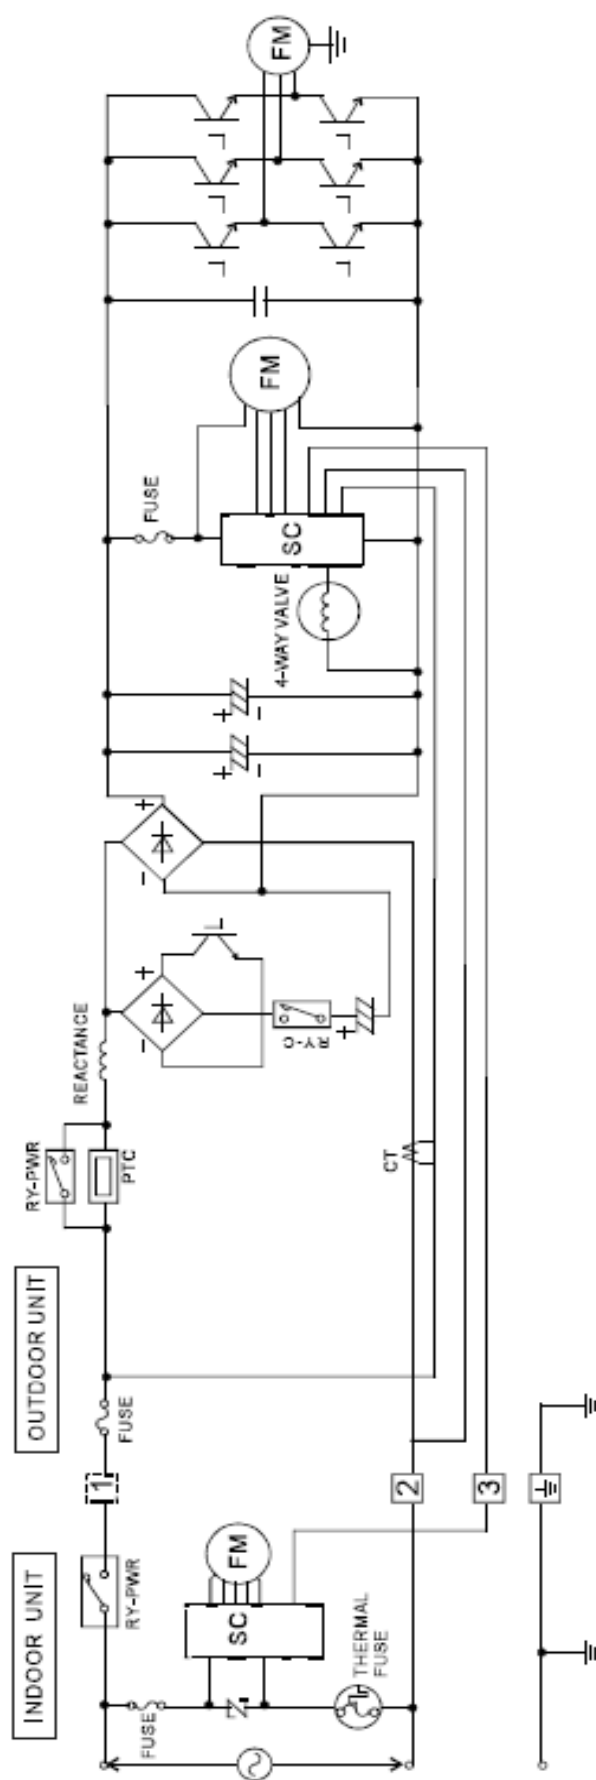 INDOOR UNIT
OUTDOOR UNIT
RY-PWR
FUSE
SC
FM
THERMAL
FUSE
1
2
3
FUSE
RY-PWR
PTC
REACTANCE
CT
-
+
RY-C
+
-
+
+
-
+
-
4-WAY VALVE
FUSE
SC
FM
FM